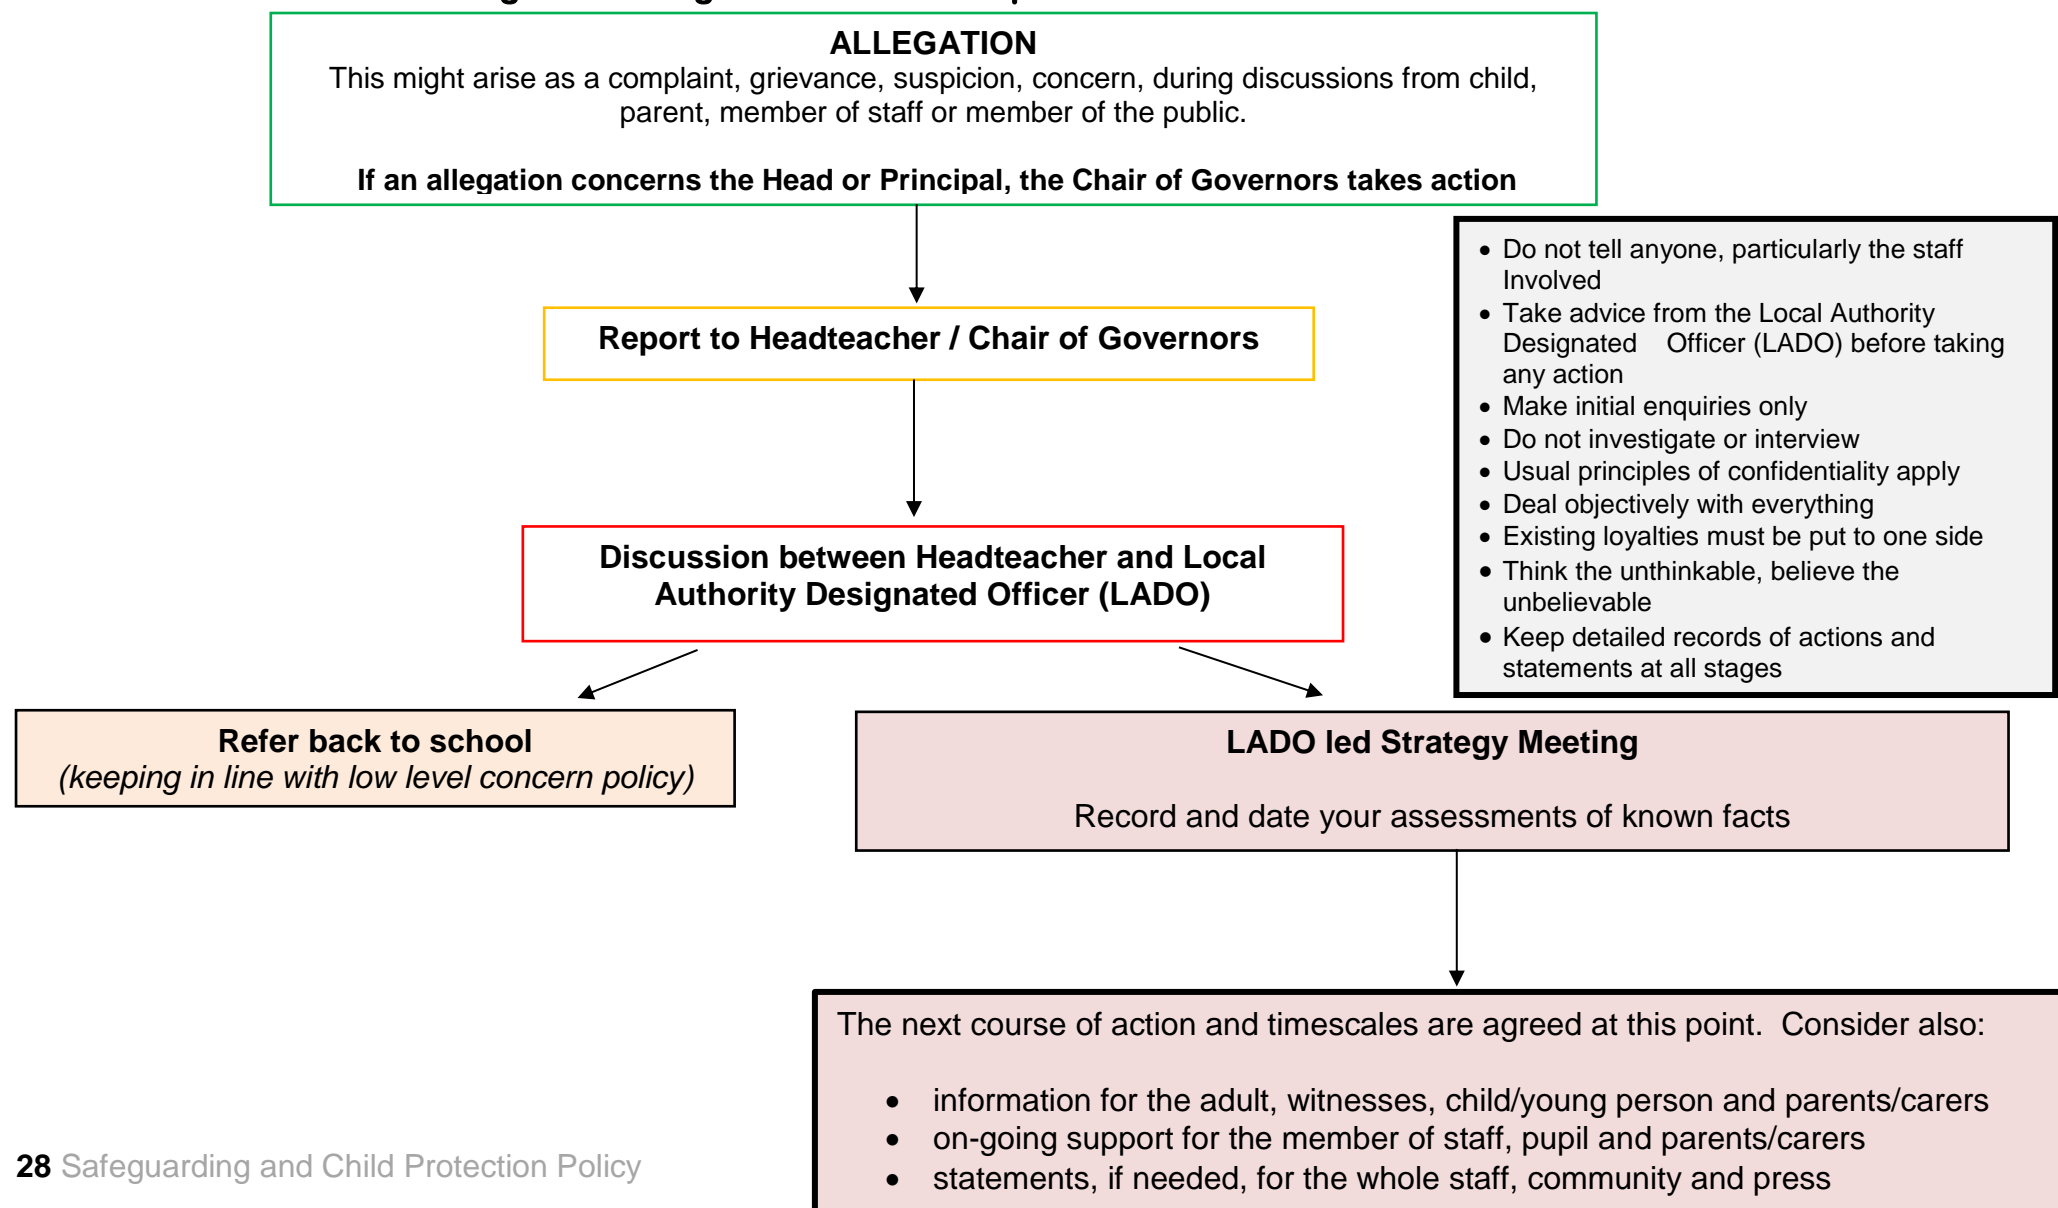 ALLEGATION
This might arise as a complaint, grievance, suspicion, concern, during discussions from child,
parent, member of staff or member of the public.
If an allegation concerns the Head or Principal, the Chair of Governors takes action
Report to Headteacher / Chair of Governors
• Do not tell anyone, particularly the staff
Involved
• Take advice from the Local Authority
Designated    Officer (LADO) before taking
any action
• Make initial enquiries only
• Do not investigate or interview
• Usual principles of confidentiality apply
• Deal objectively with everything
• Existing loyalties must be put to one side
• Think the unthinkable, believe the
unbelievable
• Keep detailed records of actions and
statements at all stages
Discussion between Headteacher and Local
Authority Designated Officer (LADO)
Refer back to school
(keeping in line with low level concern policy)
LADO led Strategy Meeting
Record and date your assessments of known facts
The next course of action and timescales are agreed at this point.  Consider also:
• information for the adult, witnesses, child/young person and parents/carers
• on-going support for the member of staff, pupil and parents/carers
• statements, if needed, for the whole staff, community and press
28 Safeguarding and Child Protection Policy